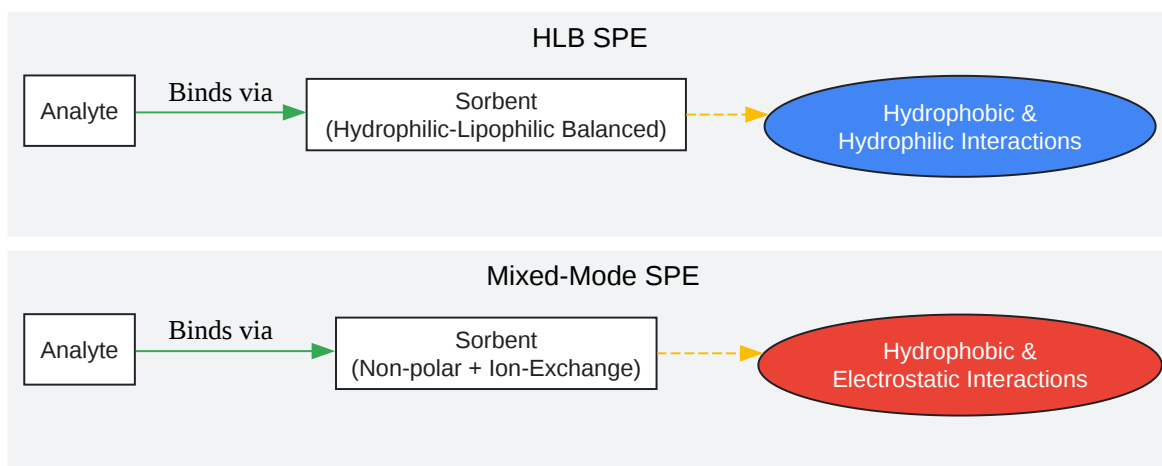 HLB SPE
Analyte
Binds via
Sorbent
(Hydrophilic-Lipophilic Balanced)
Hydrophobic &
Hydrophilic Interactions
Mixed-Mode SPE
Analyte
Binds via
Sorbent
(Non-polar + Ion-Exchange)
Hydrophobic &
Electrostatic Interactions